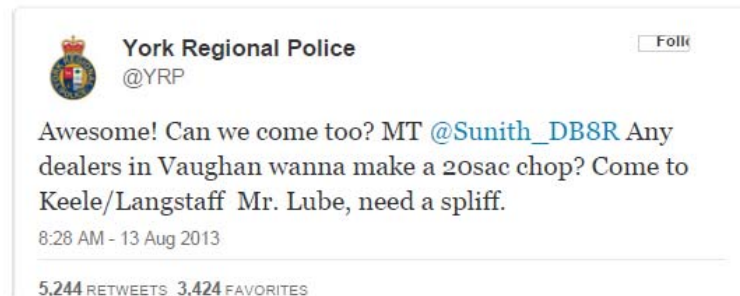 York Regional Police
@YRP
Awesome! Can we come too? MT @Sunith_DB8R Any
dealers in Vaughan wanna make a 20sac chop? Come to
Keele/Langstaff Mr. Lube, need a spliff.
8:28 AM - 13 Aug 2013
5,244 RETWEETS 3,424 FAVORITES